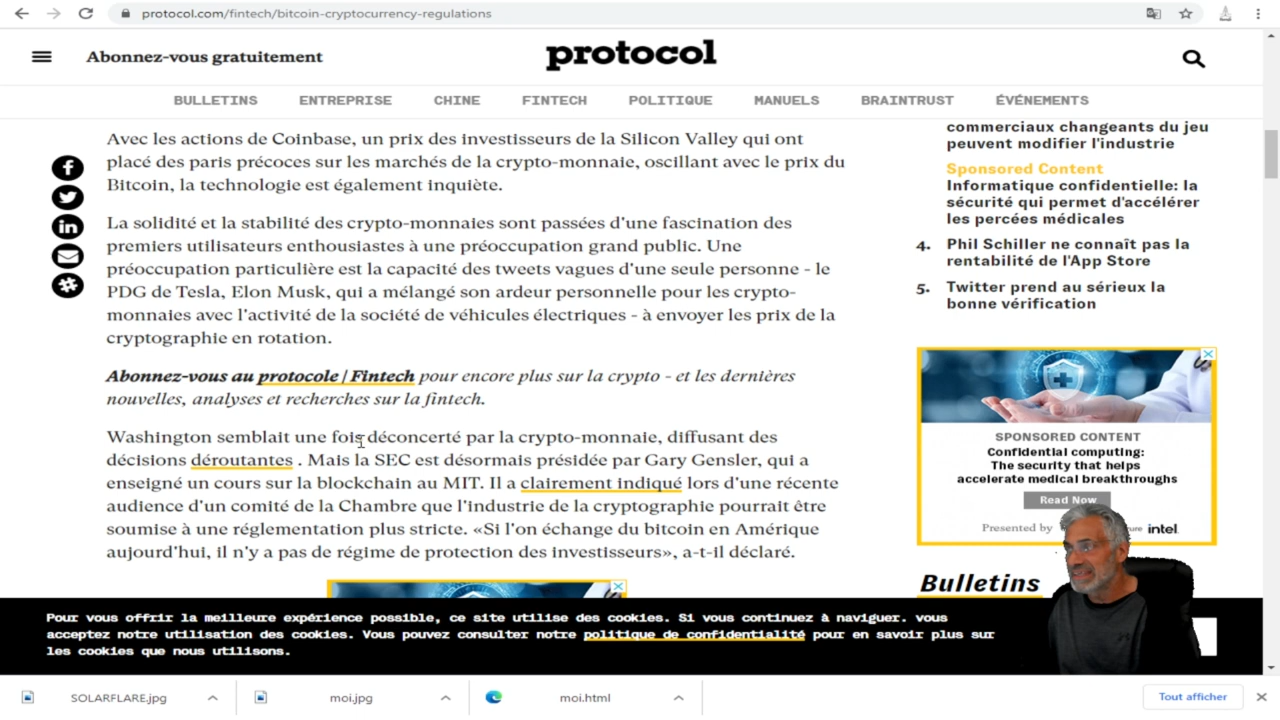 protocol.com/fintech/bitcoin-cryptocurrency-regulations
Abonnez-vous gratuitement
protocol
BULLETINS ENTREPRISE CHINE FINTECH POLITIQUE MANUELS BRAINTRUST ÉVÉNEMENTS
Avec les actions de Coinbase, un prix des investisseurs de la Silicon Valley qui ont
placé des paris précoces sur les marchés de la crypto-monnaie, oscillant avec le prix du
Bitcoin, la technologie est également inquiète.
La solidité et la stabilité des crypto-monnaies sont passées d'une fascination des
premiers utilisateurs enthousiastes à une préoccupation grand public. Une
préoccupation particulière est la capacité des tweets vagues d'une seule personne - le
PDG de Tesla, Elon Musk, qui a mélangé son ardeur personnelle pour les crypto-
monnaies avec l'activité de la société de véhicules électriques - à envoyer les prix de la
cryptographie en rotation.
Abonnez-vous au protocole | Fintech pour encore plus sur la crypto - et les dernières
nouvelles, analyses et recherches sur la fintech.
Washington semblait une fois déconcerté par la crypto-monnaie, diffusant des
décisions déroutantes . Mais la SEC est désormais présidée par Gary Gensler, qui a
enseigné un cours sur la blockchain au MIT. Il a clairement indiqué lors d'une récente
audience d'un comité de la Chambre que l'industrie de la cryptographie pourrait être
soumise à une réglementation plus stricte. «Si l'on échange du bitcoin en Amérique
aujourd'hui, il n'y a pas de régime de protection des investisseurs», a-t-il déclaré.
commerciaux changeants du jeu
peuvent modifier l'industrie
Sponsored Content
Informatique confidentielle: la
sécurité qui permet d'accélérer
les percées médicales
4. Phil Schiller ne connaît pas la
rentabilité de l'App Store
5. Twitter prend au sérieux la
bonne vérification
SPONSORED CONTENT
Confidential computing:
The security that helps
accelerate medical breakthroughs
Read Now
Presented by
intel.
Bulletins
Pour vous offrir la meilleure expérience possible, ce site utilise des cookies. Si vous continuez à naviguer. vous
acceptez notre utilisation des cookies. Vous pouvez consulter notre politique de confidentialité pour en savoir plus sur
les cookies que nous utilisons.
SOLARFLARE.jpg
moi.jpg
moi.html
Tout afficher